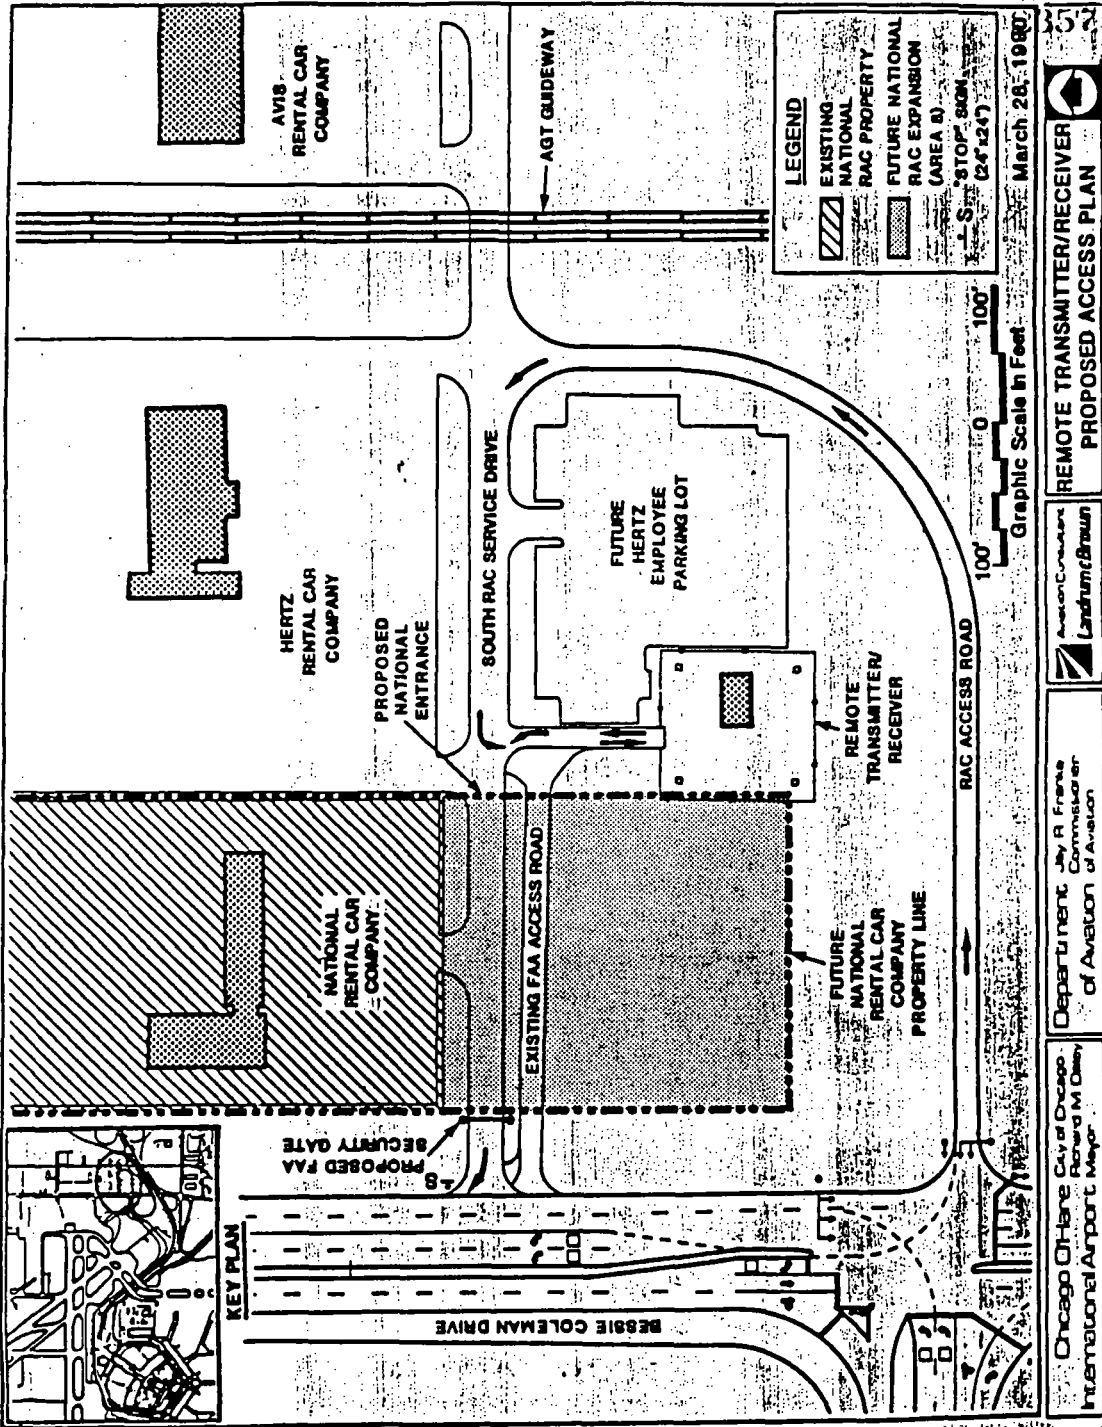 AVIS
RENTAL CAR
COMPANY
AGT GUIDEWAY
LEGEND
EXISTING
NATIONAL
RAC PROPERTY
FUTURE NATIONAL
RAC EXPANSION
(AREA 8)
S "STOP" SIGN
(24"x24")
March 28, 1990
HERTZ
RENTAL CAR
COMPANY
SOUTH RAC SERVICE DRIVE
FUTURE
HERTZ
EMPLOYEE
PARKING LOT
100' 0 100'
Graphic Scale in Feet
PROPOSED
NATIONAL
ENTRANCE
REMOTE
TRANSMITTER/
RECEIVER
RAC ACCESS ROAD
NATIONAL
RENTAL CAR
COMPANY
EXISTING FAA ACCESS ROAD
FUTURE
NATIONAL
RENTAL CAR
COMPANY
PROPERTY LINE
PROPOSED FAA
SECURITY GATE
S
KEY PLAN
BESSIE COLEMAN DRIVE
Chicago O'Hare
International Airport
City of Chicago
Richard M Daley
Mayor
Department
of Aviation
Jay R Franke
Commissioner
of Aviation
Aviation Consultant
Landrum & Brown
REMOTE TRANSMITTER/RECEIVER
PROPOSED ACCESS PLAN